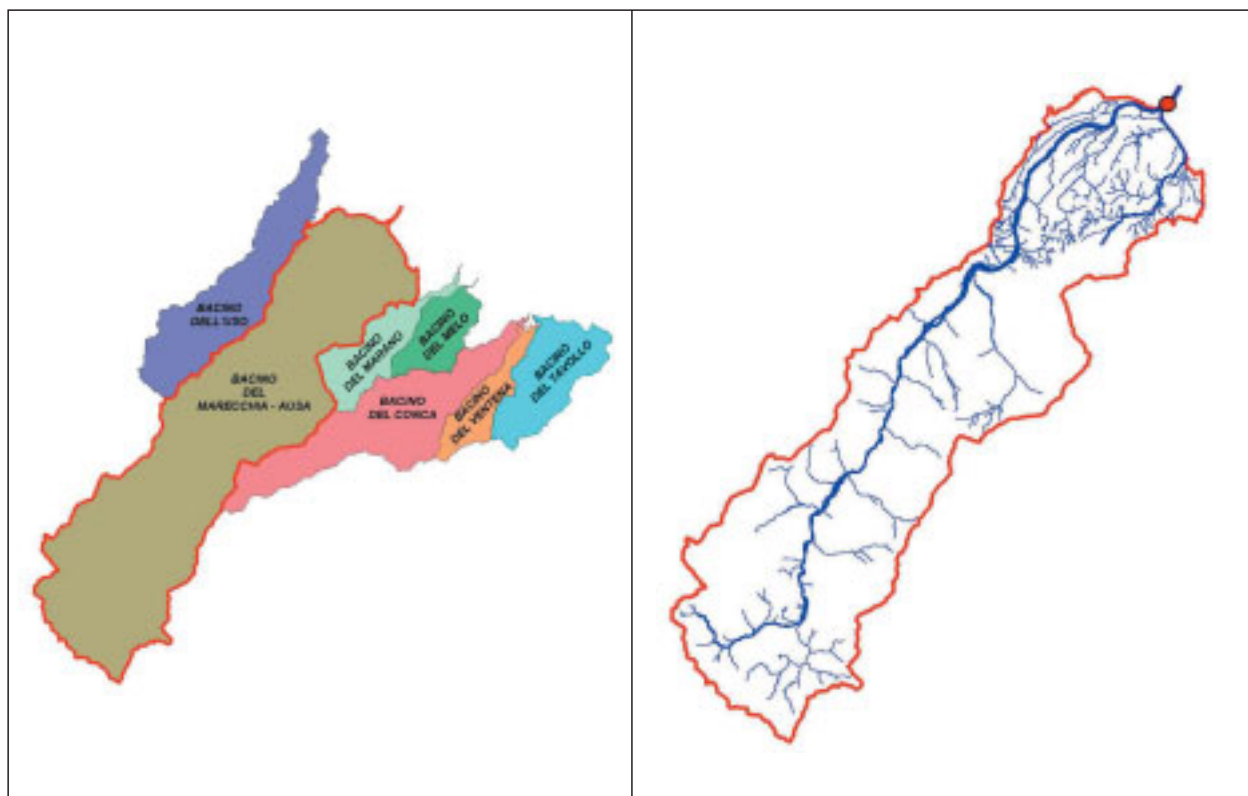 BACINO
DELL'USO
BACINO
DEL
MARECCHIA - AUSA
BACINO
DEL MARANO
BACINO
DEL MELO
BACINO
DEL CONCA
BACINO
DEL VENTENA
BACINO
DEL TAVOLLO